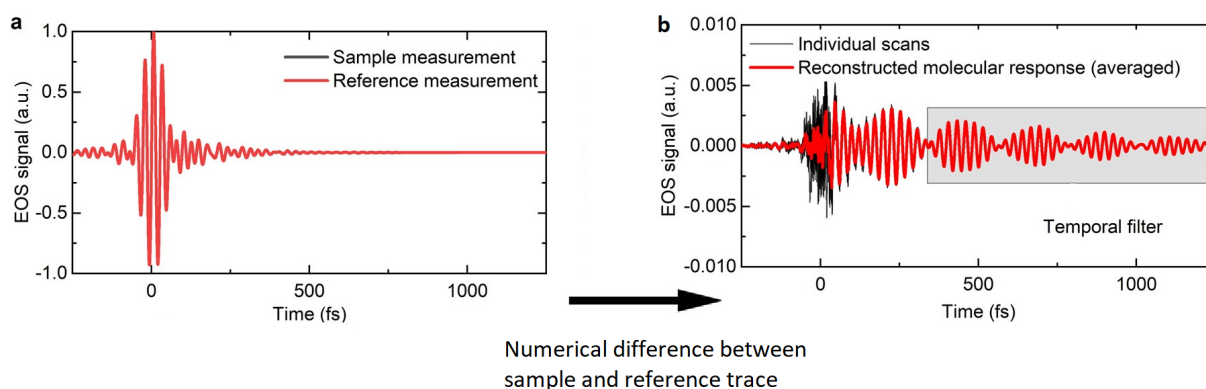 a
1.0
0.5
0.0
-0.5
-1.0
EOS signal (a.u.)
Sample measurement
Reference measurement
0
500
1000
Time (fs)
b
0.010
0.005
0.000
-0.005
-0.010
EOS signal (a.u.)
Individual scans
Reconstructed molecular response (averaged)
Temporal filter
0
500
1000
Time (fs)
Numerical difference between
sample and reference trace